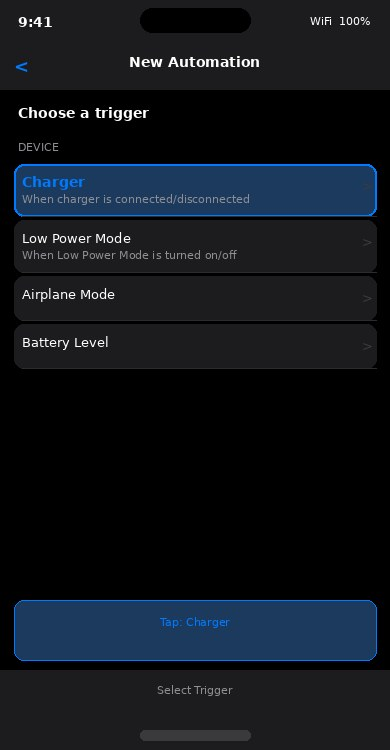 9:41
WiFi 100%
<
New Automation
Choose a trigger
DEVICE
Charger
>
When charger is connected/disconnected
Low Power Mode
>
When Low Power Mode is turned on/off
Airplane Mode
>
Battery Level
>
Tap: Charger
Select Trigger